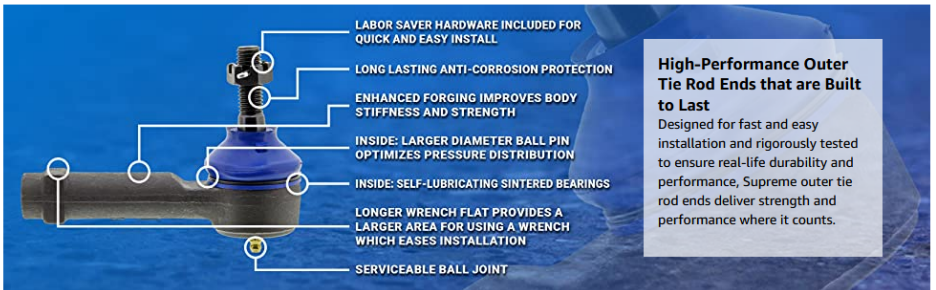 LABOR SAVER HARDWARE INCLUDED FOR
QUICK AND EASY INSTALL
LONG LASTING ANTI-CORROSION PROTECTION
ENHANCED FORGING IMPROVES BODY
STIFFNESS AND STRENGTH
INSIDE: LARGER DIAMETER BALL PIN
OPTIMIZES PRESSURE DISTRIBUTION
INSIDE: SELF-LUBRICATING SINTERED BEARINGS
LONGER WRENCH FLAT PROVIDES A
LARGER AREA FOR USING A WRENCH
WHICH EASES INSTALLATION
SERVICEABLE BALL JOINT
High-Performance Outer
Tie Rod Ends that are Built
to Last
Designed for fast and easy
installation and rigorously tested
to ensure real-life durability and
performance, Supreme outer tie
rod ends deliver strength and
performance where it counts.